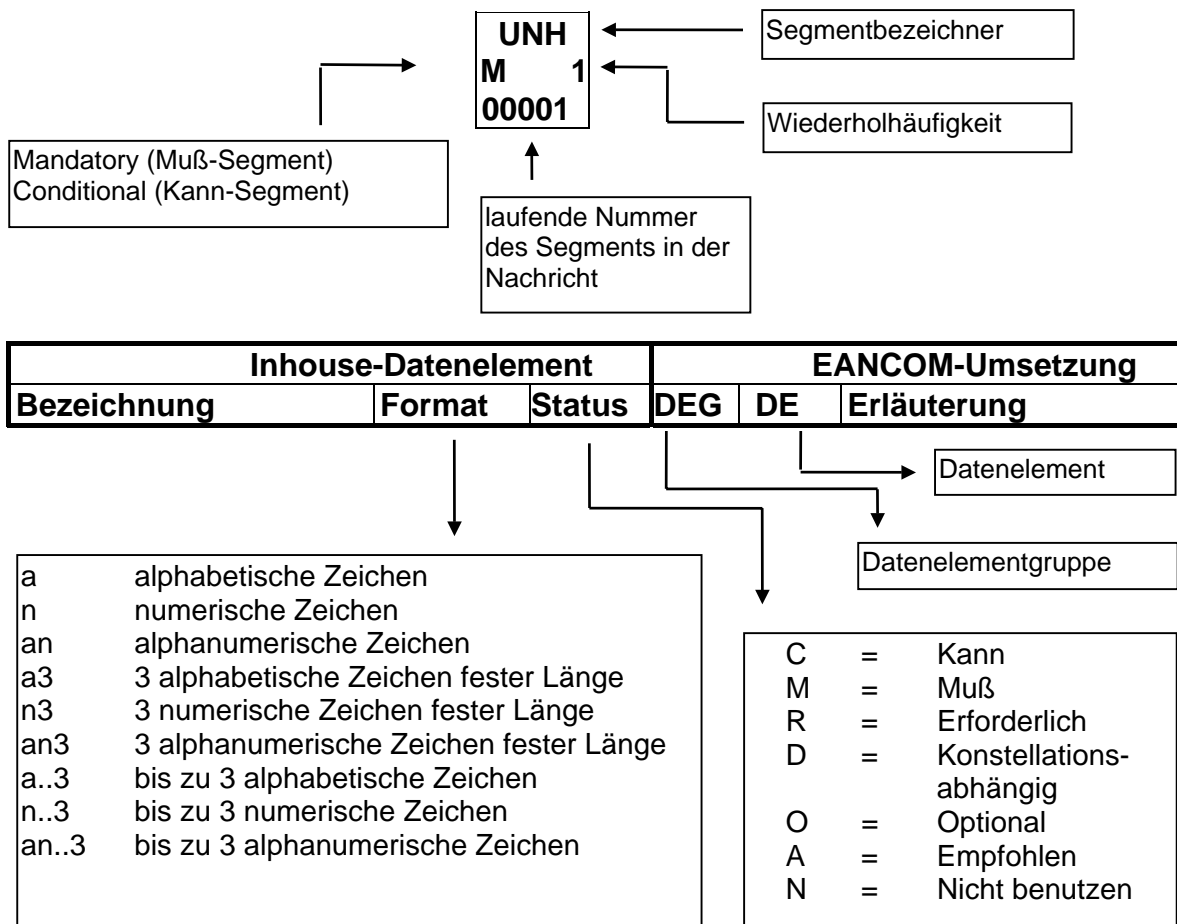 UNH
M 1
00001
Segmentbezeichner
Wiederholhäufigkeit
Mandatory (Muß-Segment)
Conditional (Kann-Segment)
laufende Nummer
des Segments in der
Nachricht
Inhouse-Datenelement EANCOM-Umsetzung
Bezeichnung Format Status DEG DE Erläuterung
Datenelement
Datenelementgruppe
a alphabetische Zeichen
n numerische Zeichen
an alphanumerische Zeichen
a3 3 alphabetische Zeichen fester Länge
n3 3 numerische Zeichen fester Länge
an3 3 alphanumerische Zeichen fester Länge
a..3 bis zu 3 alphabetische Zeichen
n..3 bis zu 3 numerische Zeichen
an..3 bis zu 3 alphanumerische Zeichen
C = Kann
M = Muß
R = Erforderlich
D = Konstellations-
abhängig
O = Optional
A = Empfohlen
N = Nicht benutzen